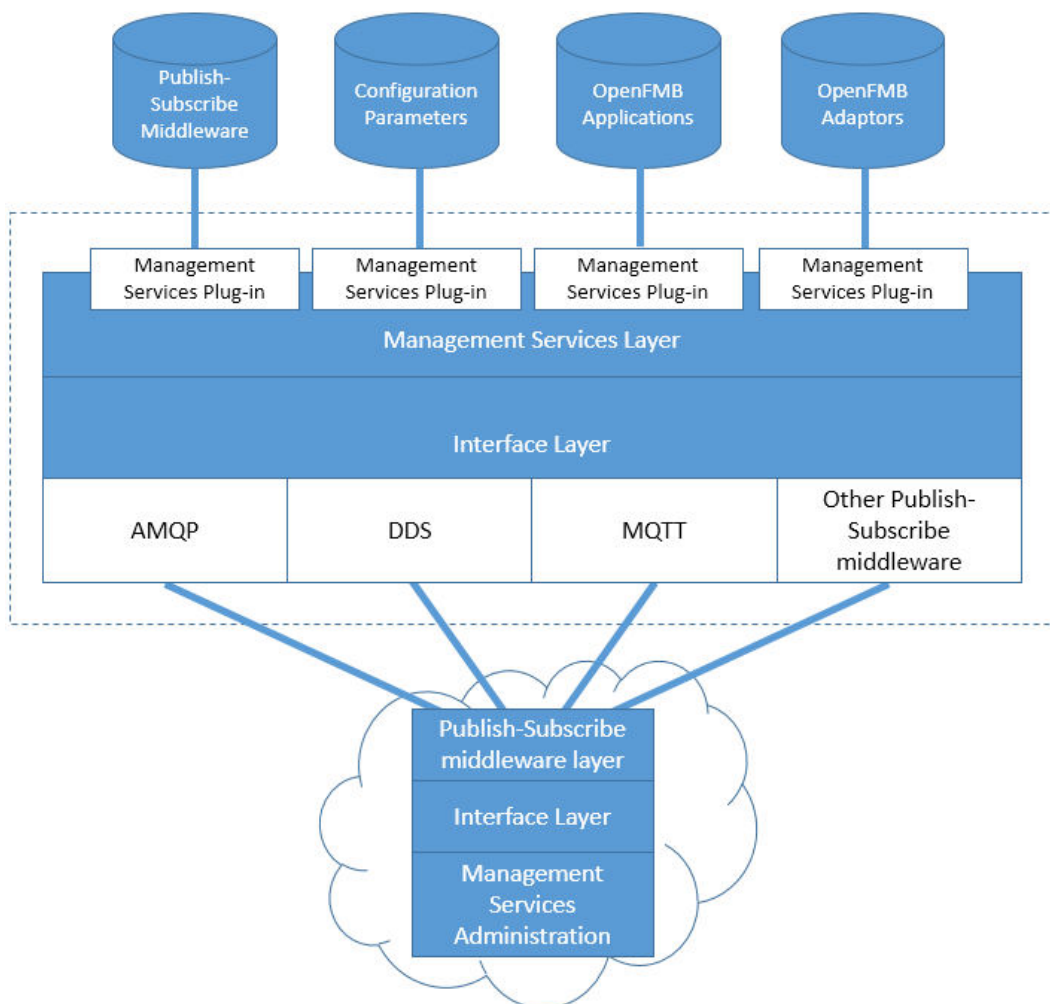 Publish-
Subscribe
Middleware
Configuration
Parameters
OpenFMB
Applications
OpenFMB
Adaptors
Management
Services Plug-in
Management
Services Plug-in
Management
Services Plug-in
Management
Services Plug-in
Management Services Layer
Interface Layer
AMQP
DDS
MQTT
Other Publish-
Subscribe
middleware
Publish-Subscribe
middleware layer
Interface Layer
Management
Services
Administration